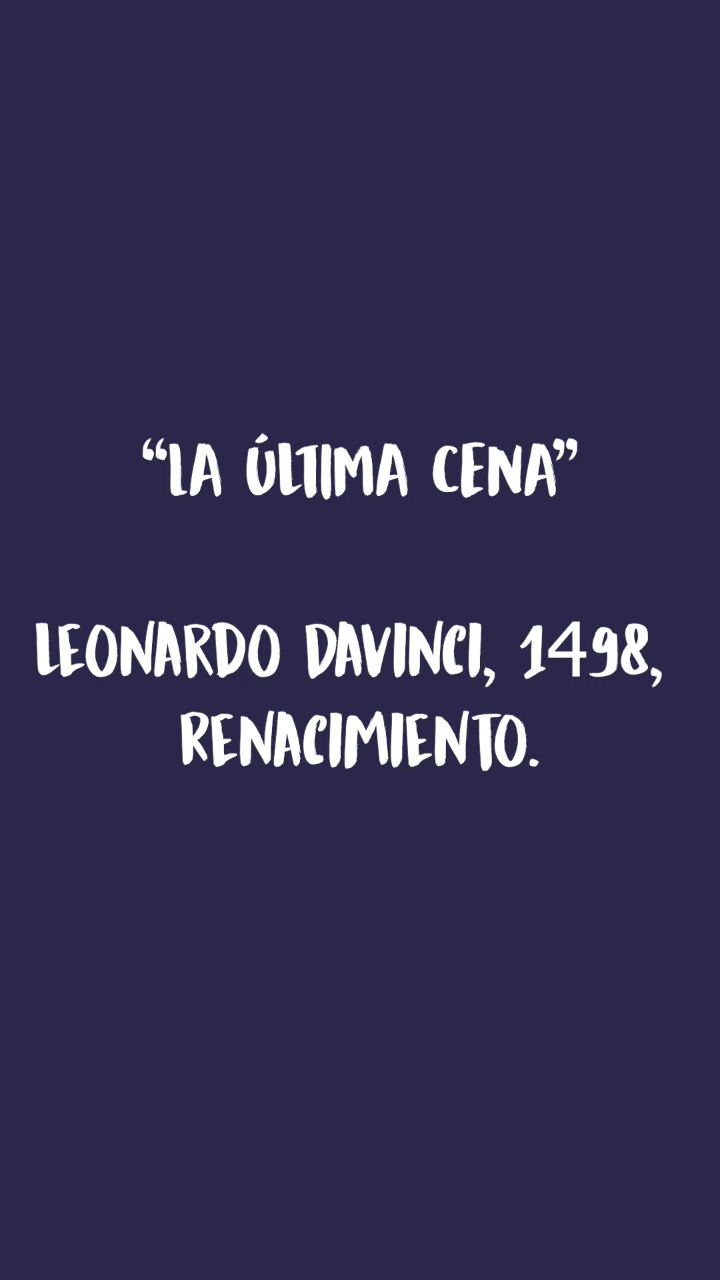 “LA ÚLTIMA CENA”
LEONARDO DAVINCI, 1498,
RENACIMIENTO.